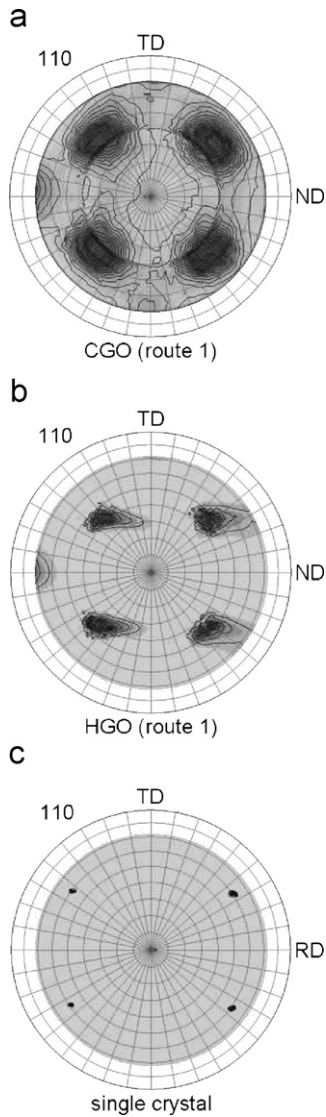 a
110
TD
ND
CGO (route 1)
b
110
TD
ND
HGO (route 1)
c
110
TD
RD
single crystal